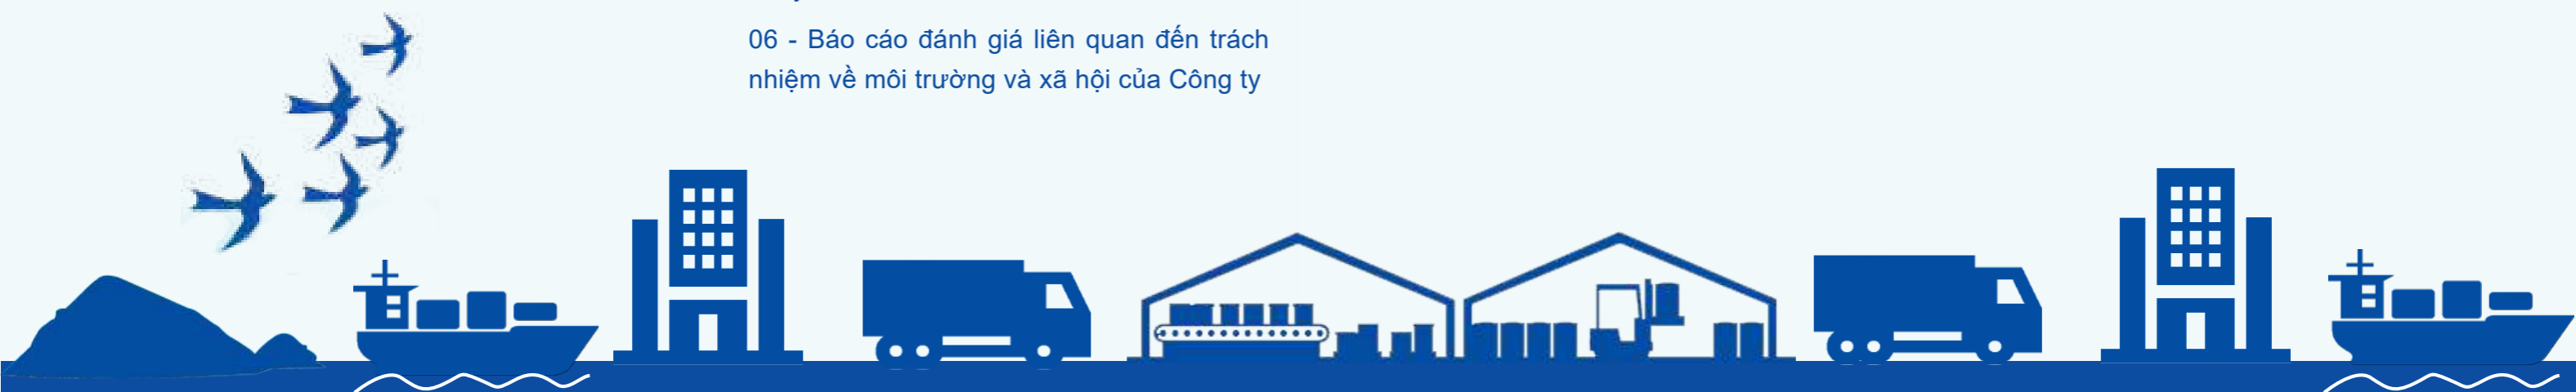 06 - Báo cáo đánh giá liên quan đến trách
nhiệm về môi trường và xã hội của Công ty